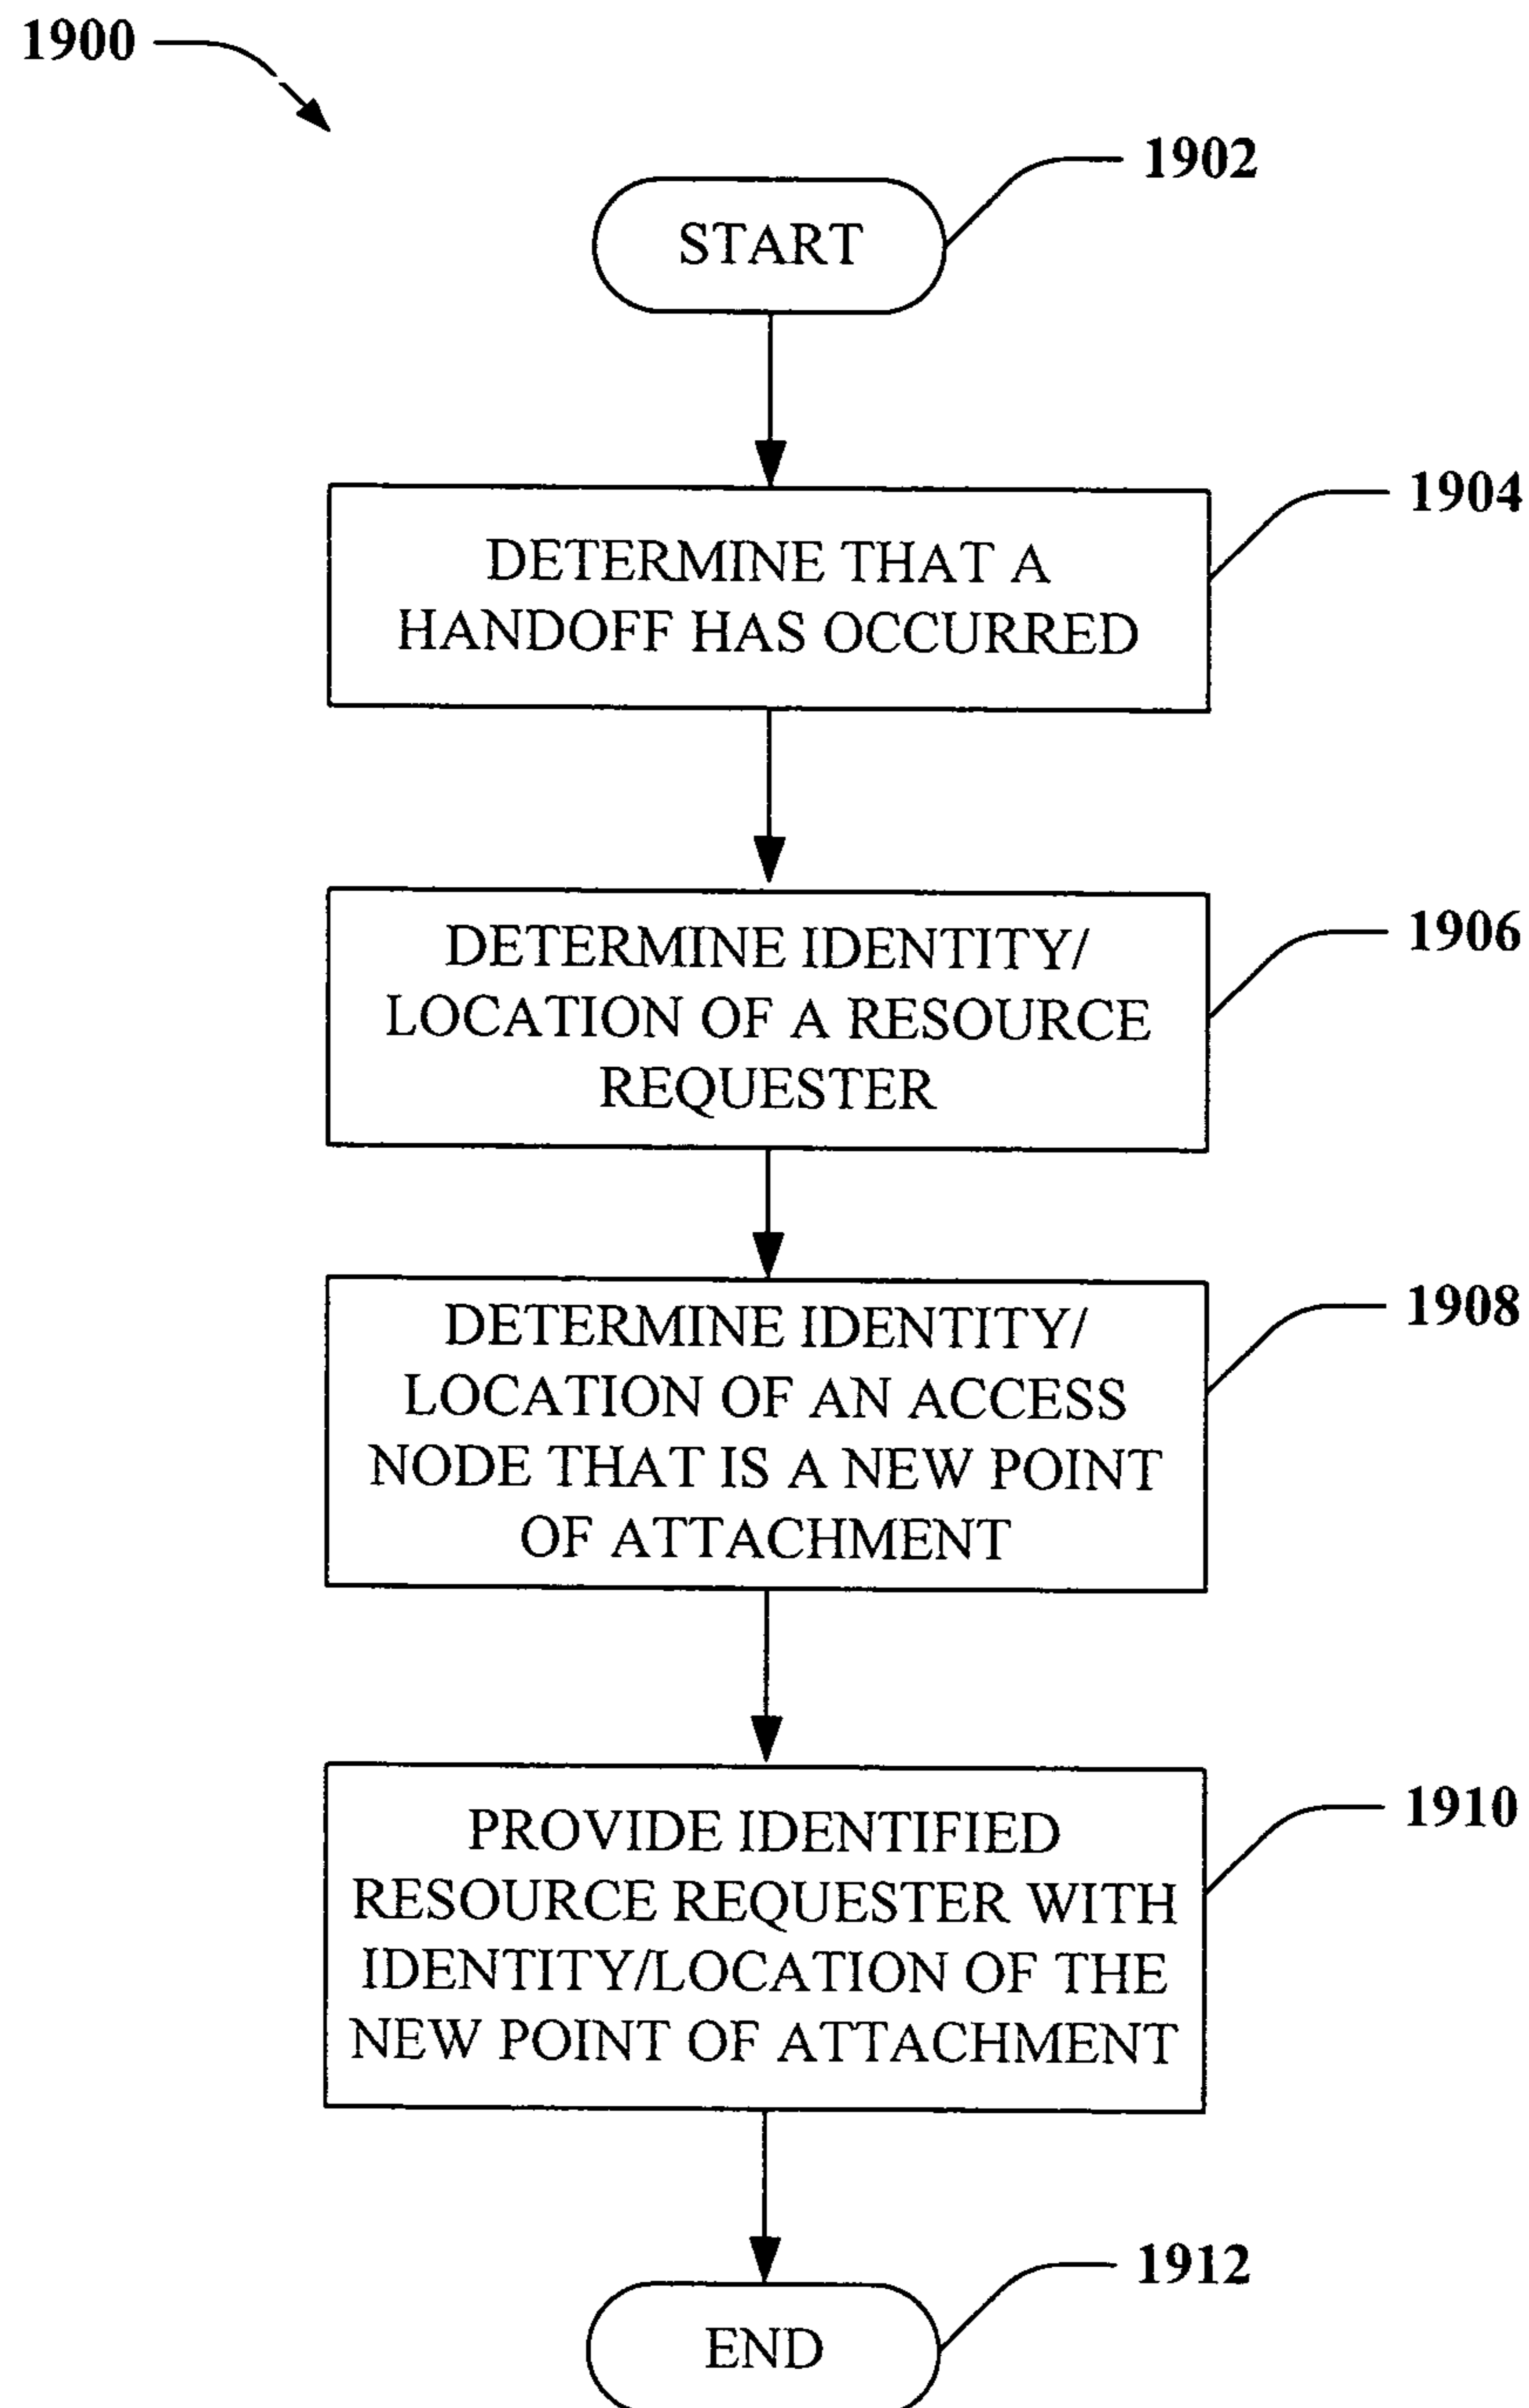 1900
1902
START
1904
DETERMINE THAT A
HANDOFF HAS OCCURRED
1906
DETERMINE IDENTITY/
LOCATION OF A RESOURCE
REQUESTER
1908
DETERMINE IDENTITY/
LOCATION OF AN ACCESS
NODE THAT IS A NEW POINT
OF ATTACHMENT
1910
PROVIDE IDENTIFIED
RESOURCE REQUESTER WITH
IDENTITY/LOCATION OF THE
NEW POINT OF ATTACHMENT
1912
END